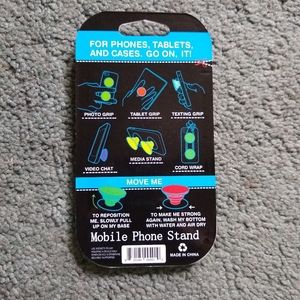 FOR PHONES, TABLETS,
AND CASES. GO ON, IT!
PHOTO GRIP
TABLET GRIP
TEXTING GRIP
VIDEO CHAT
MEDIA STAND
CORD WRAP
MOVE ME
TO REPOSITION
ME, SLOWLY PULL
UP ON MY BASE
TO MAKE ME STRONG
AGAIN, WASH MY BOTTOM
WITH WATER AND AIR DRY
Mobile Phone Stand
MADE IN CHINA